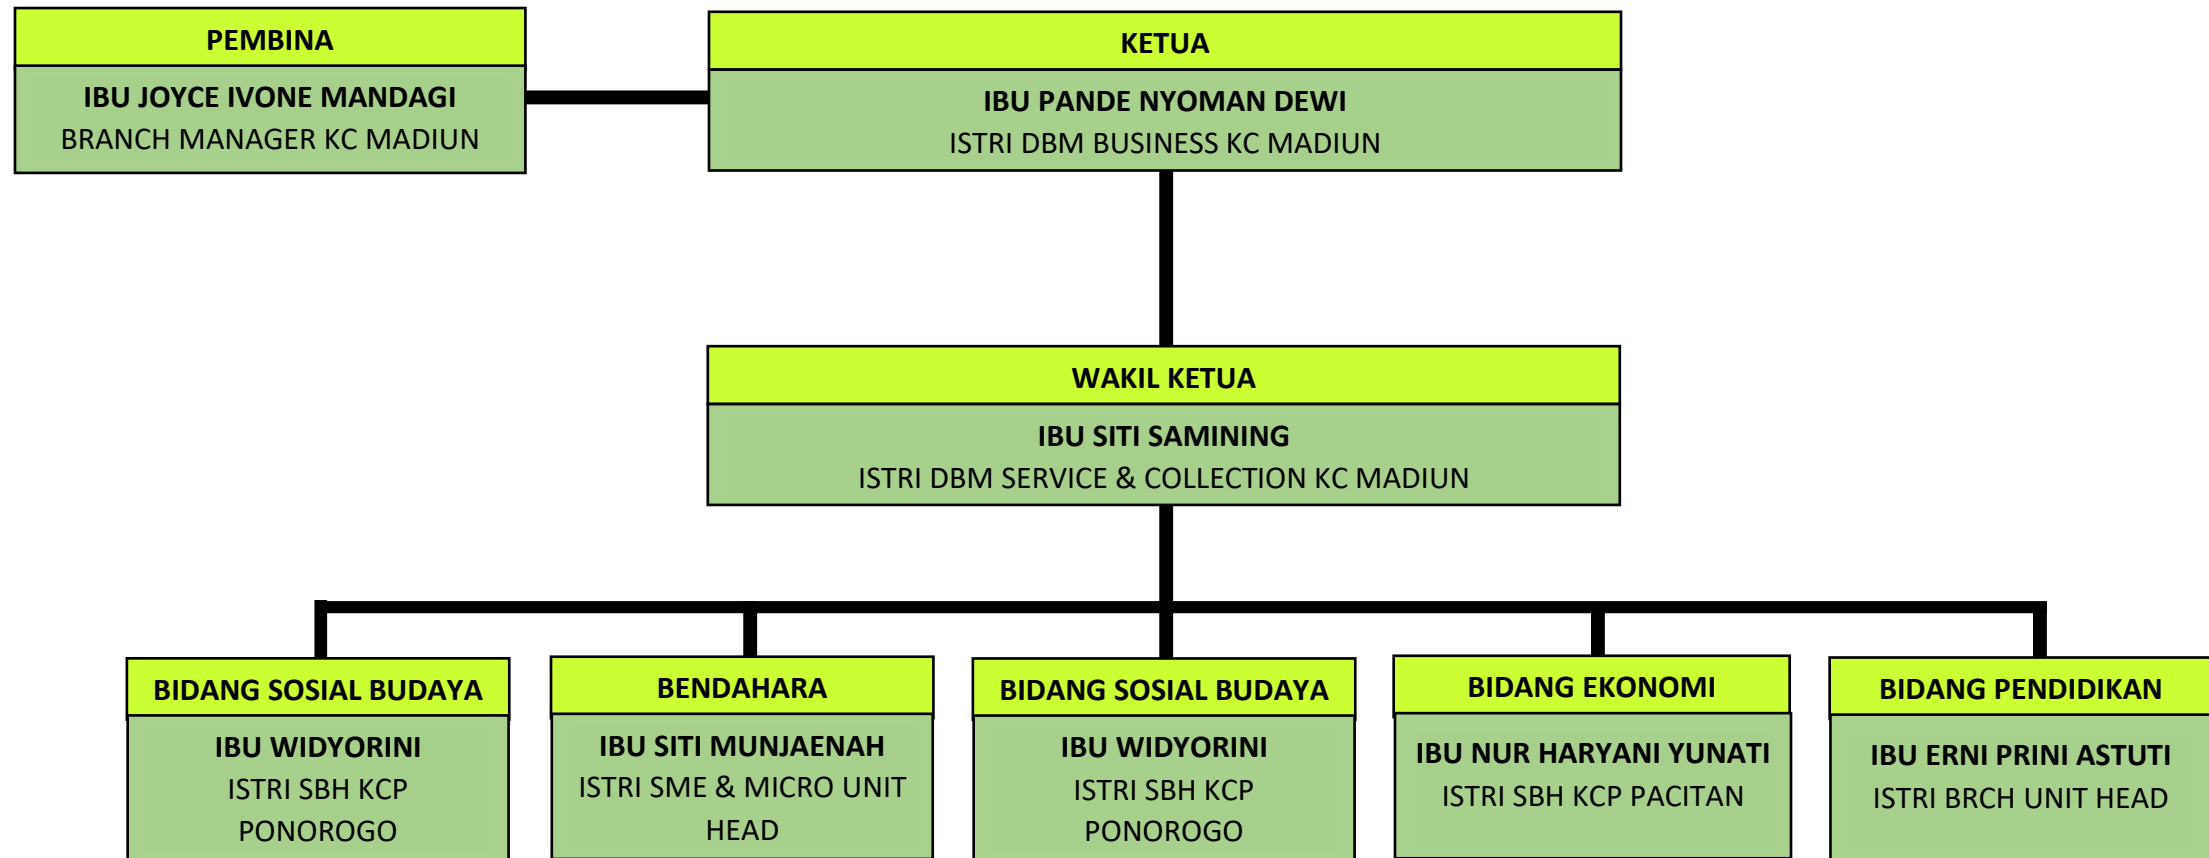 PEMBINA
IBU JOYCE IVONE MANDAGI
BRANCH MANAGER KC MADIUN
KETUA
IBU PANDE NYOMAN DEWI
ISTRI DBM BUSINESS KC MADIUN
WAKIL KETUA
IBU SITI SAMINING
ISTRI DBM SERVICE & COLLECTION KC MADIUN
BIDANG SOSIAL BUDAYA
IBU WIDYORINI
ISTRI SBH KCP
PONOROGO
BENDAHARA
IBU SITI MUNJAENAH
ISTRI SME & MICRO UNIT
HEAD
BIDANG SOSIAL BUDAYA
IBU WIDYORINI
ISTRI SBH KCP
PONOROGO
BIDANG EKONOMI
IBU NUR HARYANI YUNATI
ISTRI SBH KCP PACITAN
BIDANG PENDIDIKAN
IBU ERNI PRINI ASTUTI
ISTRI BRCH UNIT HEAD